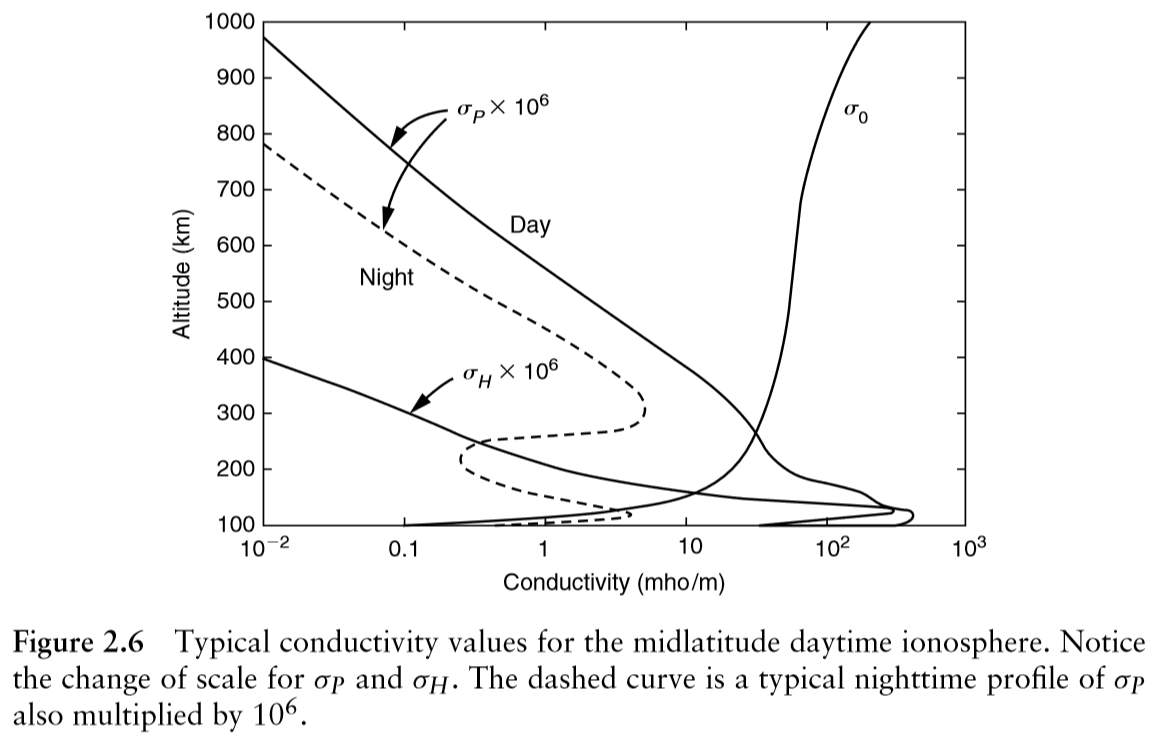 1000
900
800
700
600
500
400
300
200
100
Altitude (km)
σP × 10⁶
σ0
Day
Night
σH × 10⁶
10⁻² 0.1 1 10 10² 10³
Conductivity (mho/m)
Figure 2.6 Typical conductivity values for the midlatitude daytime ionosphere. Notice
the change of scale for σP and σH. The dashed curve is a typical nighttime profile of σP
also multiplied by 10⁶.